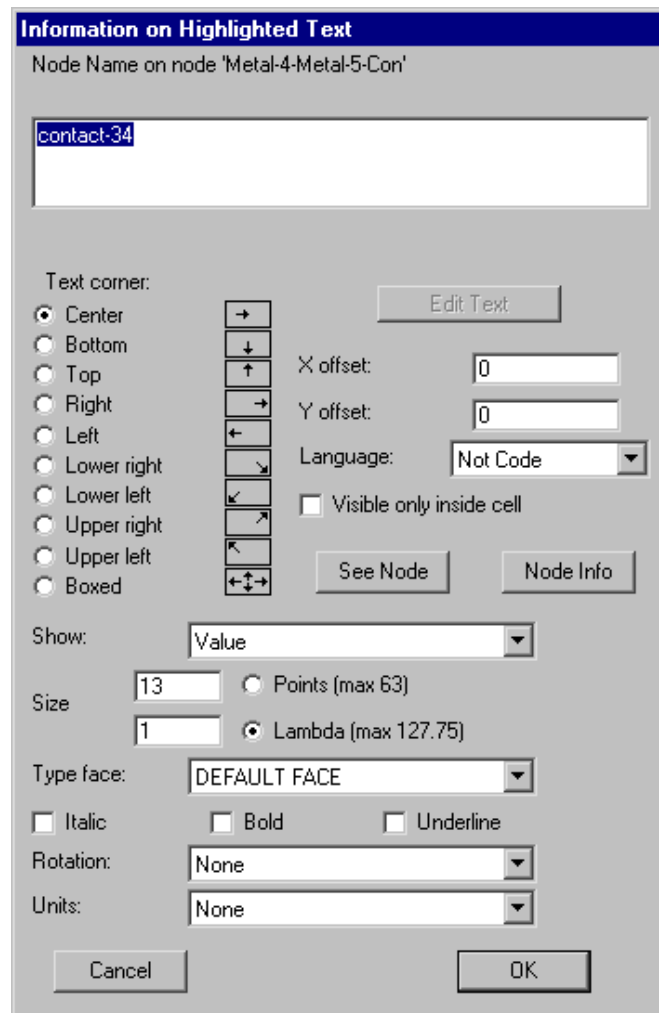 Information on Highlighted Text
Node Name on node 'Metal-4-Metal-5-Con'
contact-34
Text corner:
Center
Bottom
Top
Right
Left
Lower right
Lower left
Upper right
Upper left
Boxed
Edit Text
X offset: 0
Y offset: 0
Language: Not Code
Visible only inside cell
See Node Node Info
Show: Value
Size
13 Points (max 63)
1 Lambda (max 127.75)
Type face: DEFAULT FACE
Italic Bold Underline
Rotation: None
Units: None
Cancel OK